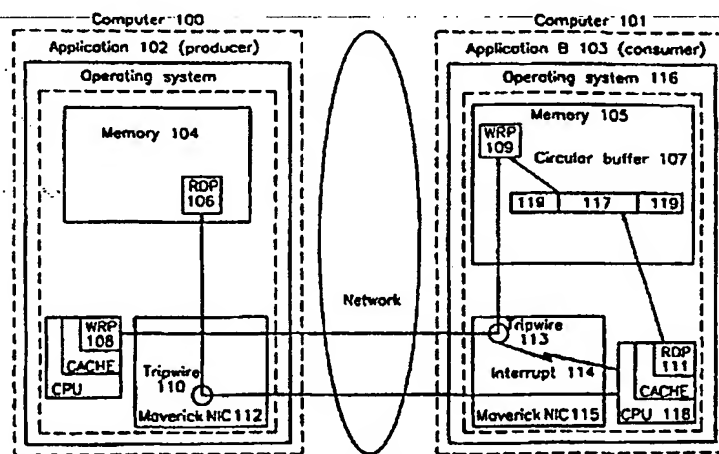 Computer 100
Application 102 (producer)
Operating system
Memory 104
RDP
106
WRP
108
CACHE
CPU
Tripwire
110
Maverick NIC 112
Network
Computer 101
Application B 103 (consumer)
Operating system 116
Memory 105
WRP
109
Circular buffer 107
119
117
119
Tripwire
113
Interrupt 114
Maverick NIC 115
RDP
111
CACHE
CPU 118